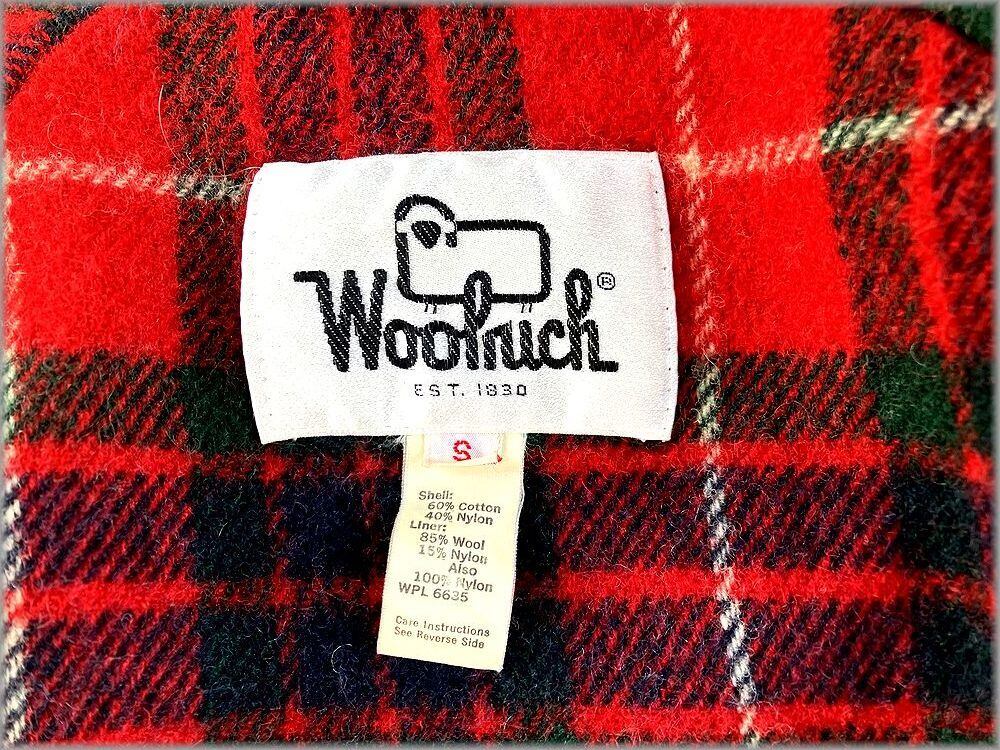 Woolrich®
EST. 1830
S
Shell:
60% Cotton
40% Nylon
Liner:
85% Wool
15% Nylon
Also
100% Nylon
WPL 6635
Care Instructions
See Reverse Side